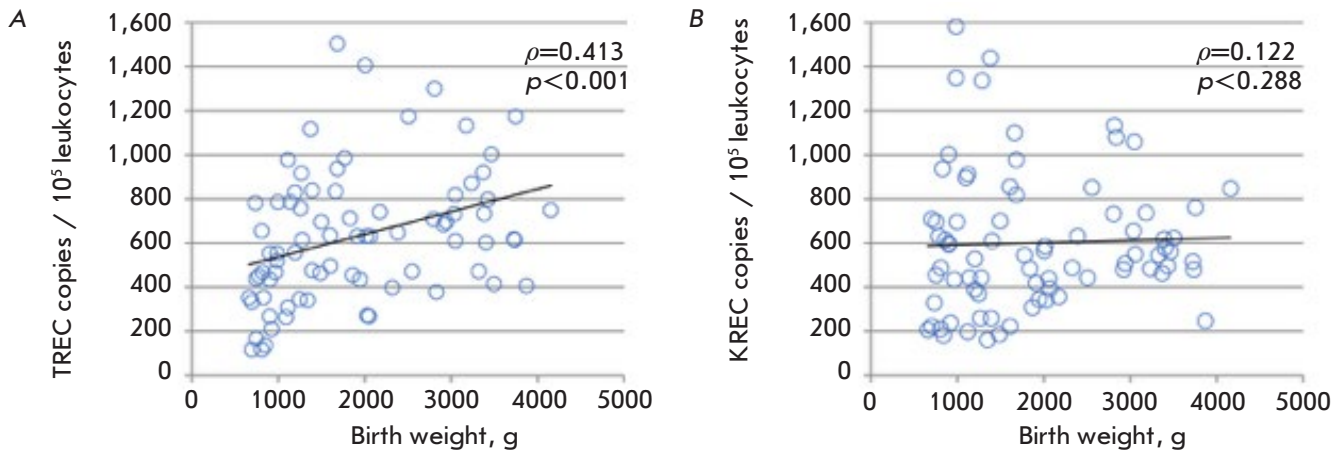 A
TREC copies / 10⁵ leukocytes
1,600
1,400
1,200
1,000
800
600
400
200
0
ρ=0.413
p<0.001
0 1000 2000 3000 4000 5000
Birth weight, g
B
KREC copies / 10⁵ leukocytes
1,600
1,400
1,200
1,000
800
600
400
200
0
ρ=0.122
p<0.288
0 1000 2000 3000 4000 5000
Birth weight, g